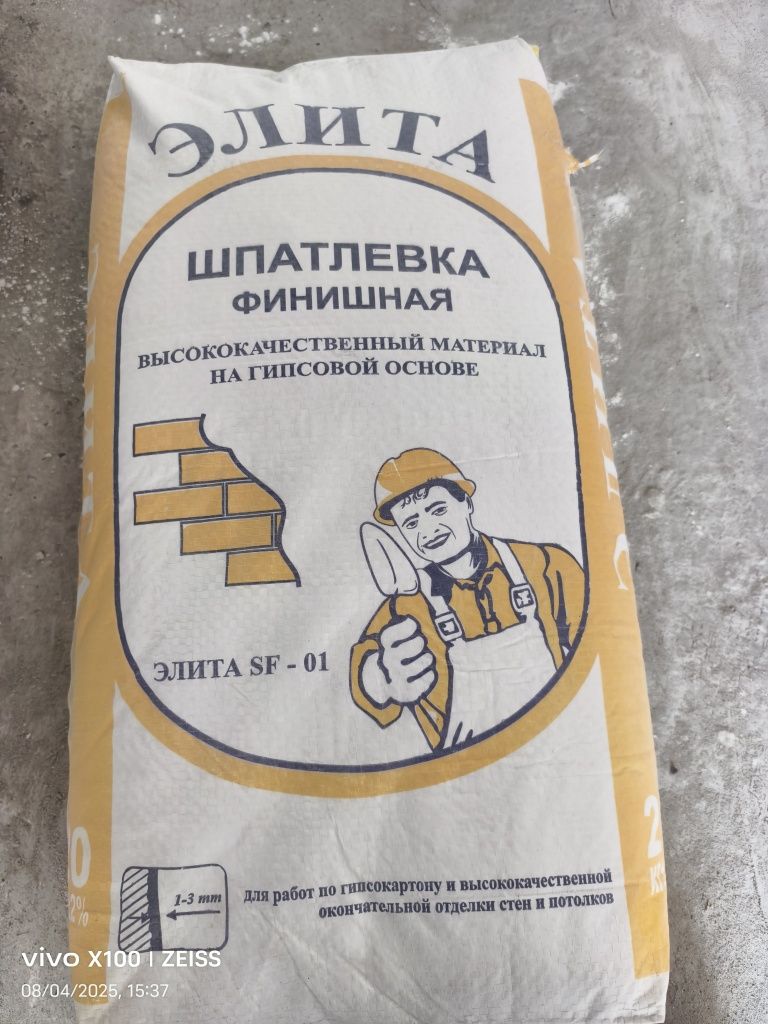 ЭЛИТА
ШПАТЛЕВКА
ФИНИШНАЯ
ВЫСОКОКАЧЕСТВЕННЫЙ МАТЕРИАЛ
НА ГИПСОВОЙ ОСНОВЕ
ЭЛИТА SF - 01
1-3 mm
для работ по гипсокартону и высококачественной
окончательной отделки стен и потолков
vivo X100 | ZEISS
08/04/2025, 15:37